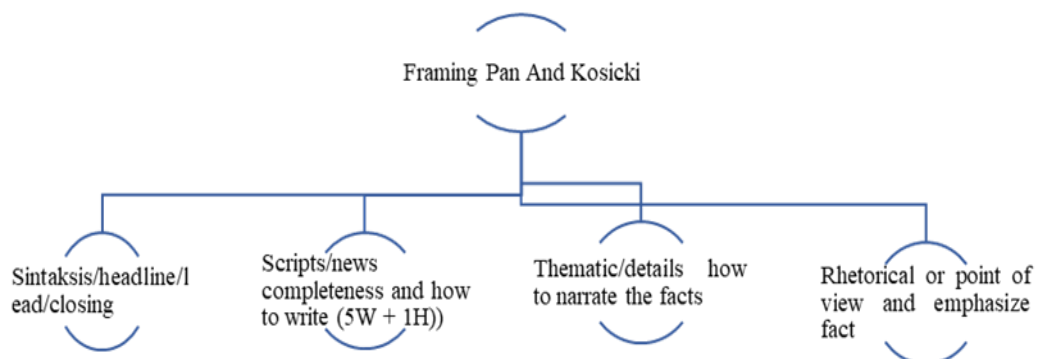 Framing Pan And Kosicki
Sintaksis/headline/l
ead/closing
Scripts/news
completeness and how
to write (5W + 1H))
Thematic/details how
to narrate the facts
Rhetorical or point of
view and emphasize
fact